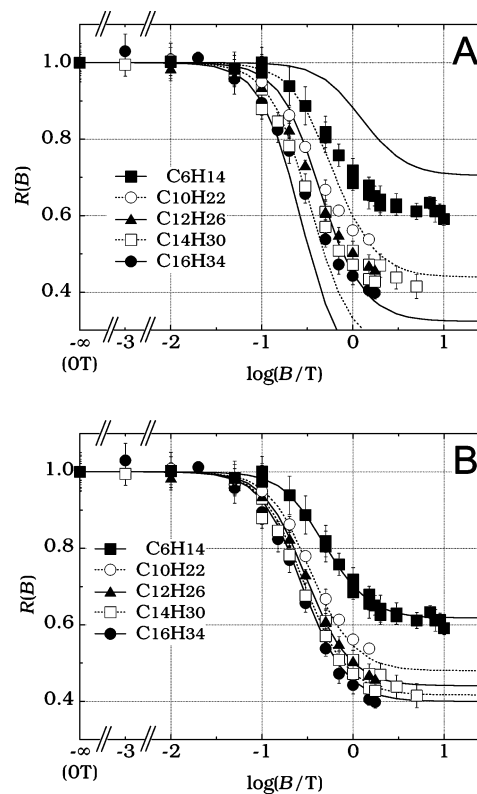 A
1.0
0.8
R(B)
0.6
0.4
C6H14
C10H22
C12H26
C14H30
C16H34
-∞ -3 -2 -1 0 1
(0T)
log(B/T)
B
1.0
0.8
R(B)
0.6
0.4
C6H14
C10H22
C12H26
C14H30
C16H34
-∞ -3 -2 -1 0 1
(0T)
log(B/T)